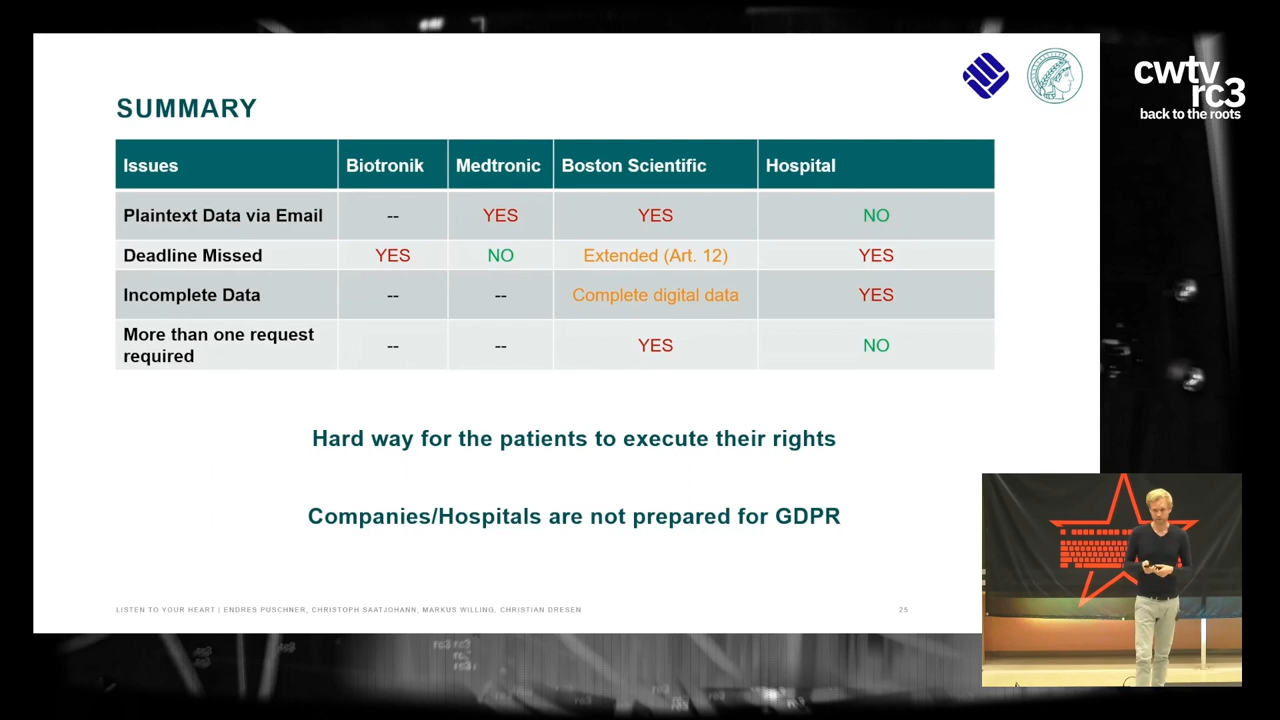 cwtv
rc3
back to the roots
SUMMARY
Issues Biotronik Medtronic Boston Scientific Hospital
Plaintext Data via Email -- YES YES NO
Deadline Missed YES NO Extended (Art. 12) YES
Incomplete Data -- -- Complete digital data YES
More than one request
required -- -- YES NO
Hard way for the patients to execute their rights
Companies/Hospitals are not prepared for GDPR
LISTEN TO YOUR HEART | ENDRES PUSCHNER, CHRISTOPH SAATJOHANN, MARKUS WILLING, CHRISTIAN DRESEN 25